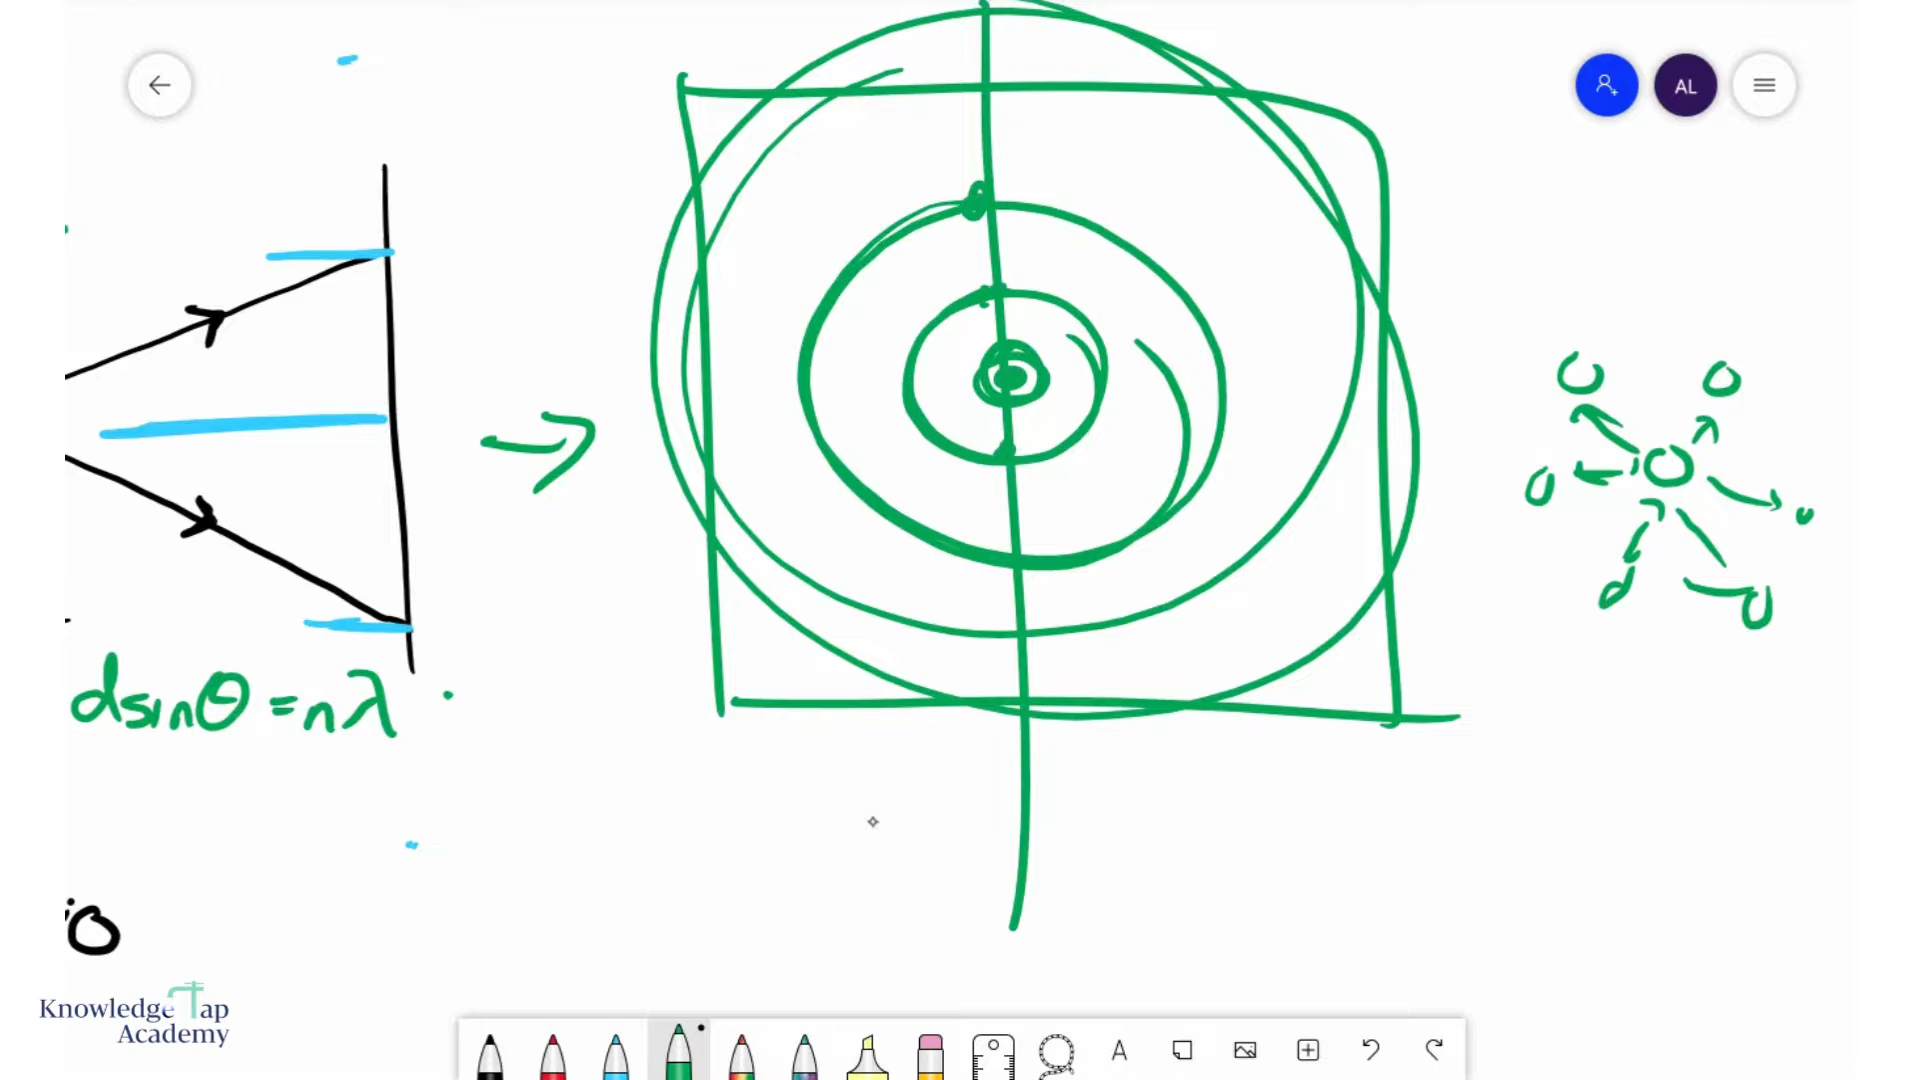 AL
dsinθ = nλ
Knowledge Tap
Academy
A